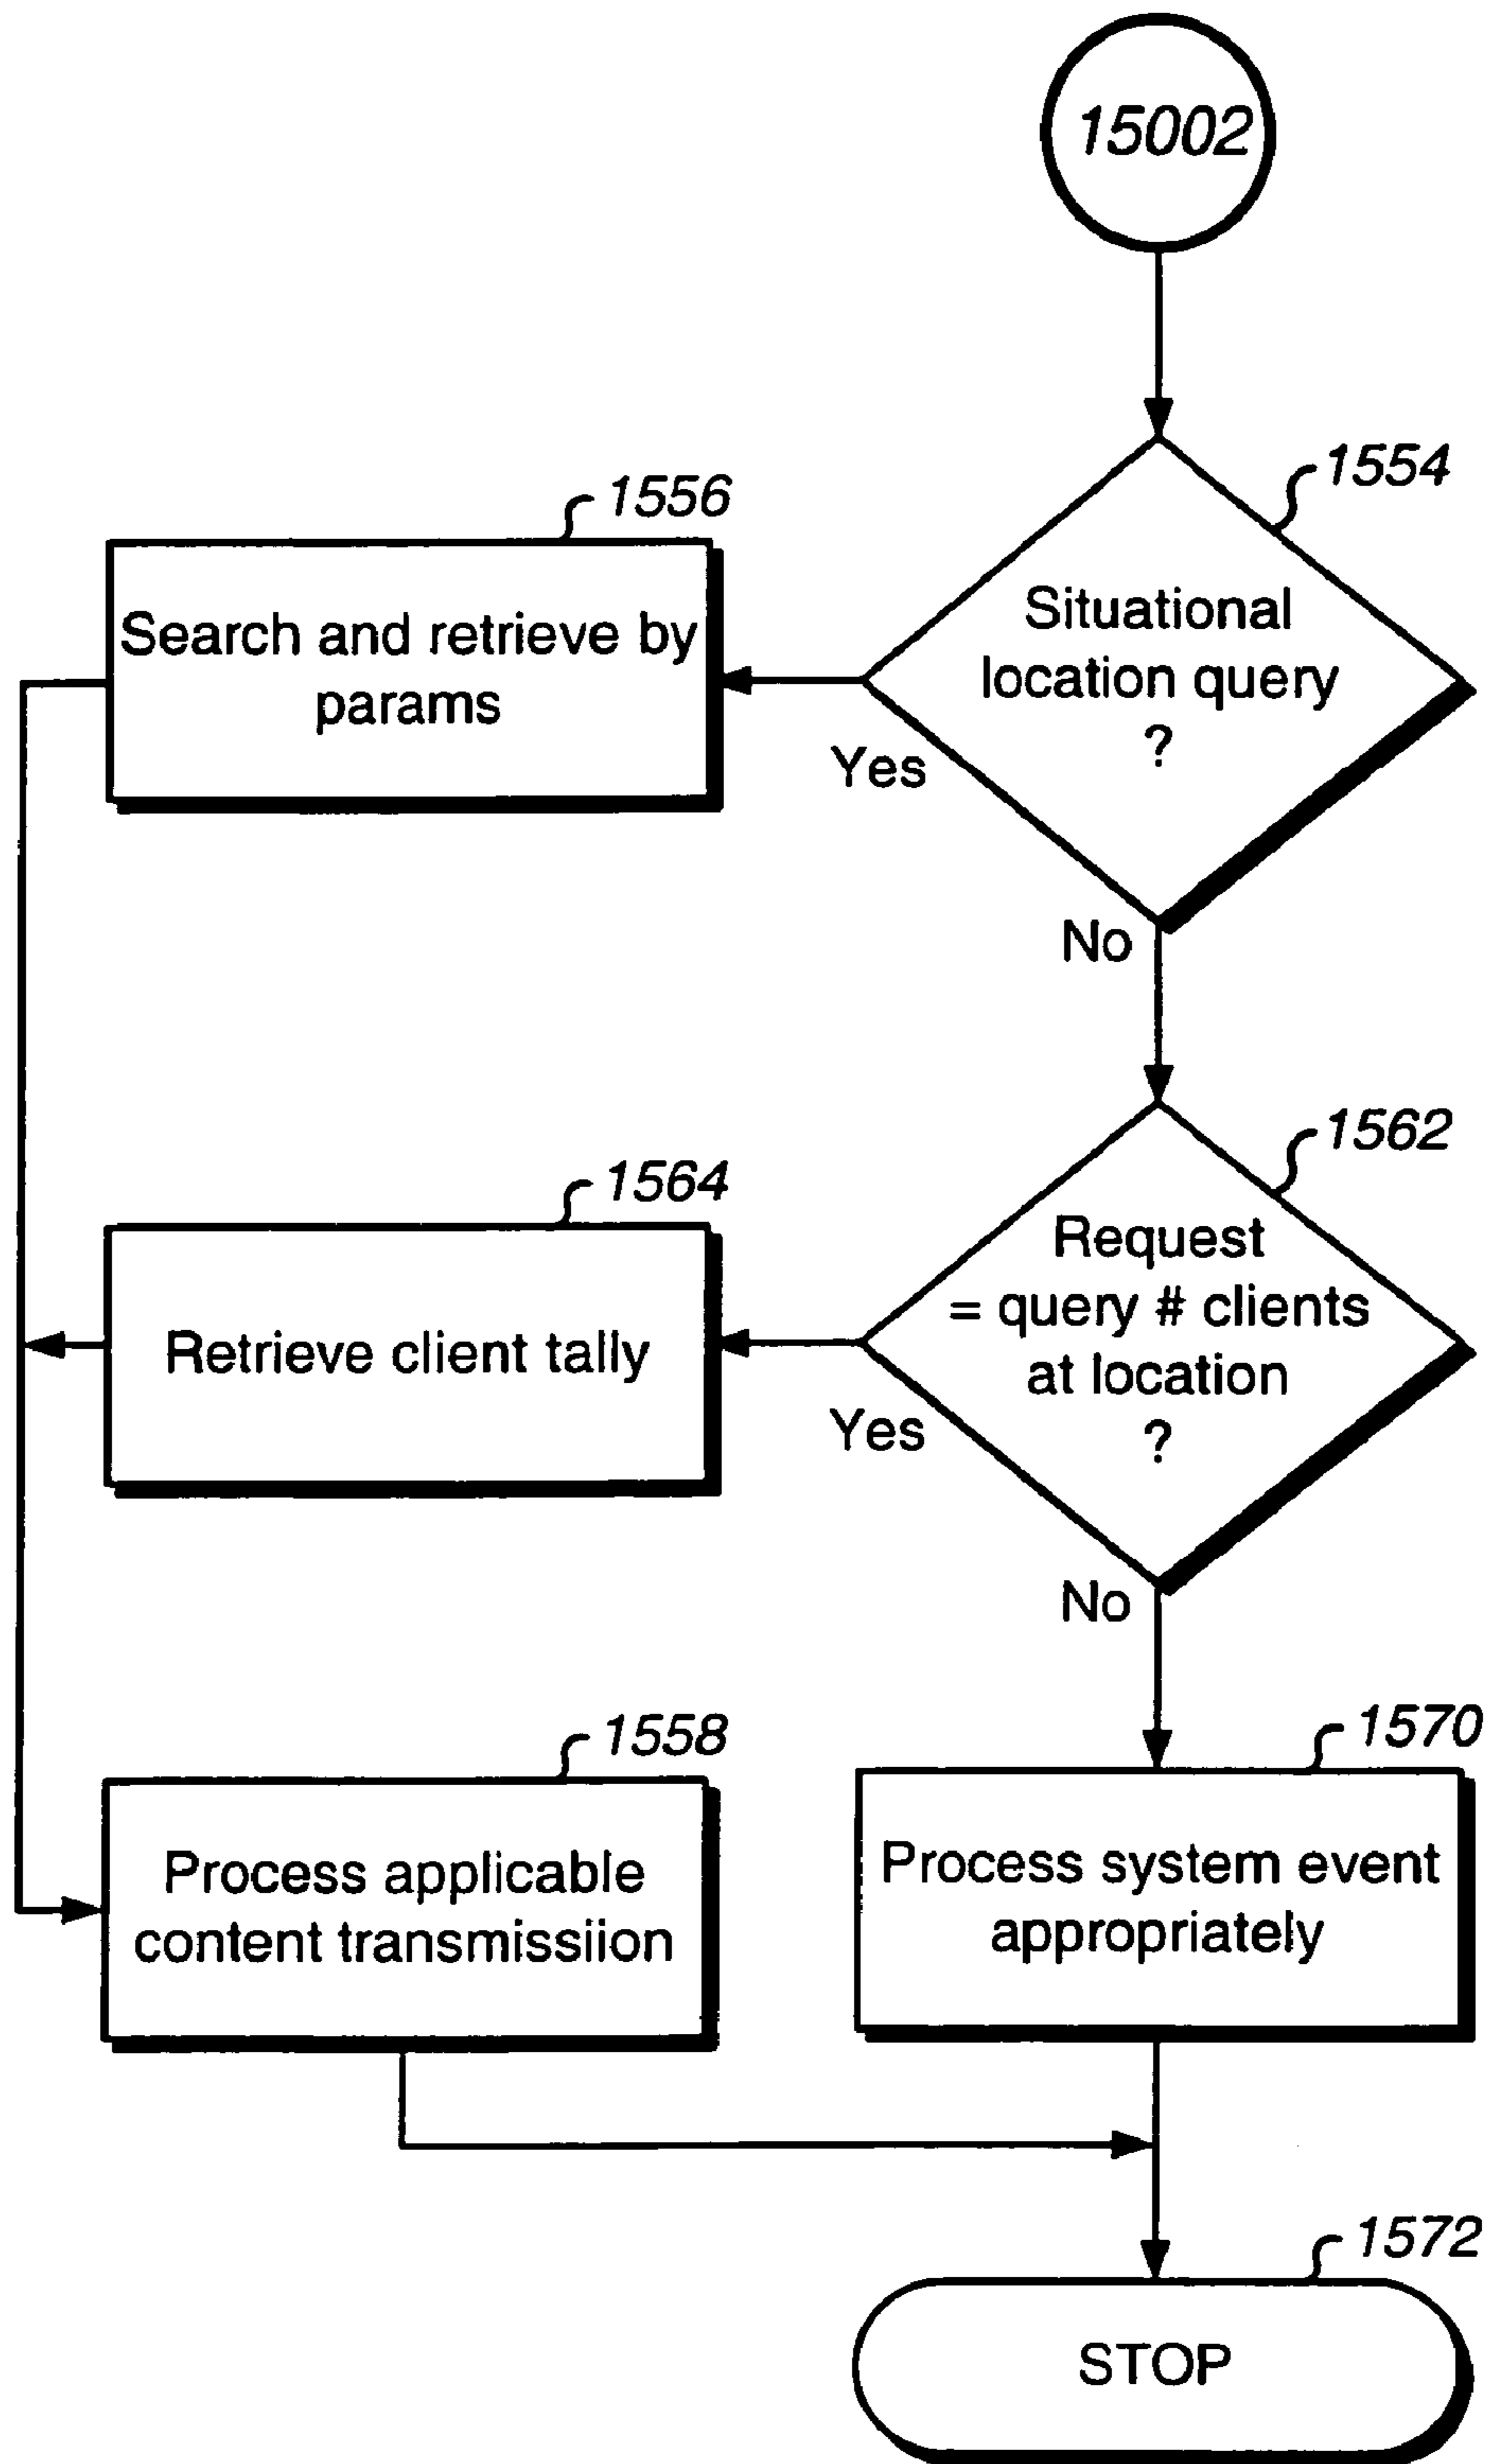 15002
1554
Situational
location query
?
Yes
No
1556
Search and retrieve by
params
1562
Request
= query # clients
at location
?
Yes
No
1564
Retrieve client tally
1558
Process applicable
content transmissiion
1570
Process system event
appropriately
1572
STOP